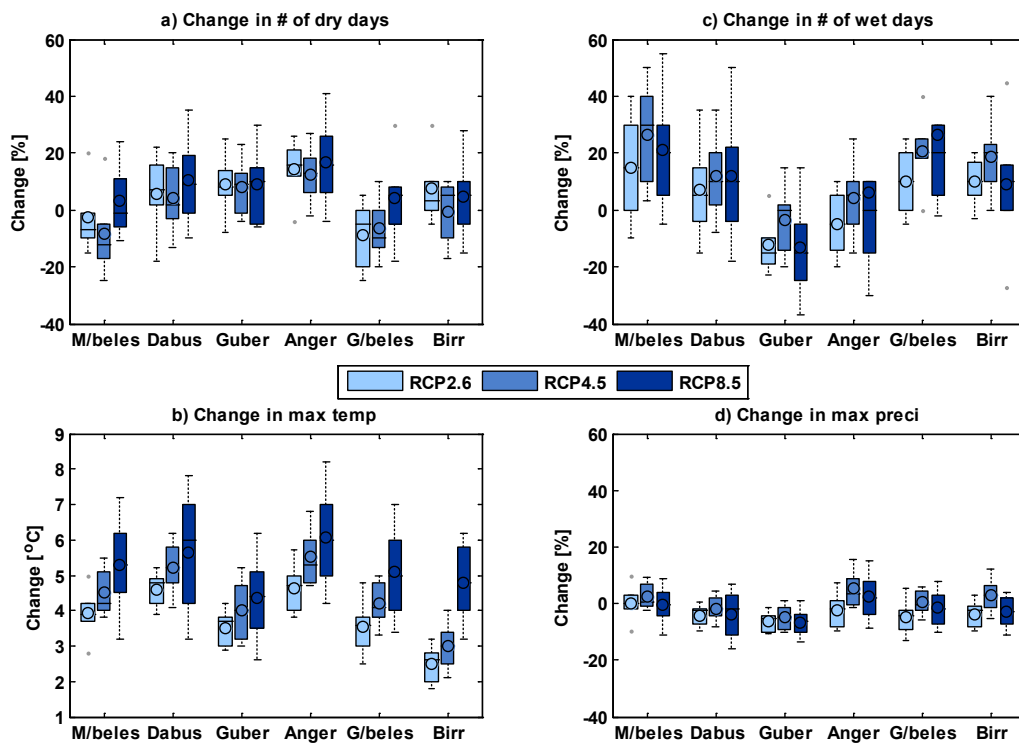 a) Change in # of dry days
60
40
20
0
-20
-40
Change [%]
M/beles Dabus Guber Anger G/beles Birr
c) Change in # of wet days
60
40
20
0
-20
-40
Change [%]
M/beles Dabus Guber Anger G/beles Birr
RCP2.6 RCP4.5 RCP8.5
b) Change in max temp
9
8
7
6
5
4
3
2
1
Change [°C]
M/beles Dabus Guber Anger G/beles Birr
d) Change in max preci
60
40
20
0
-20
-40
Change [%]
M/beles Dabus Guber Anger G/beles Birr